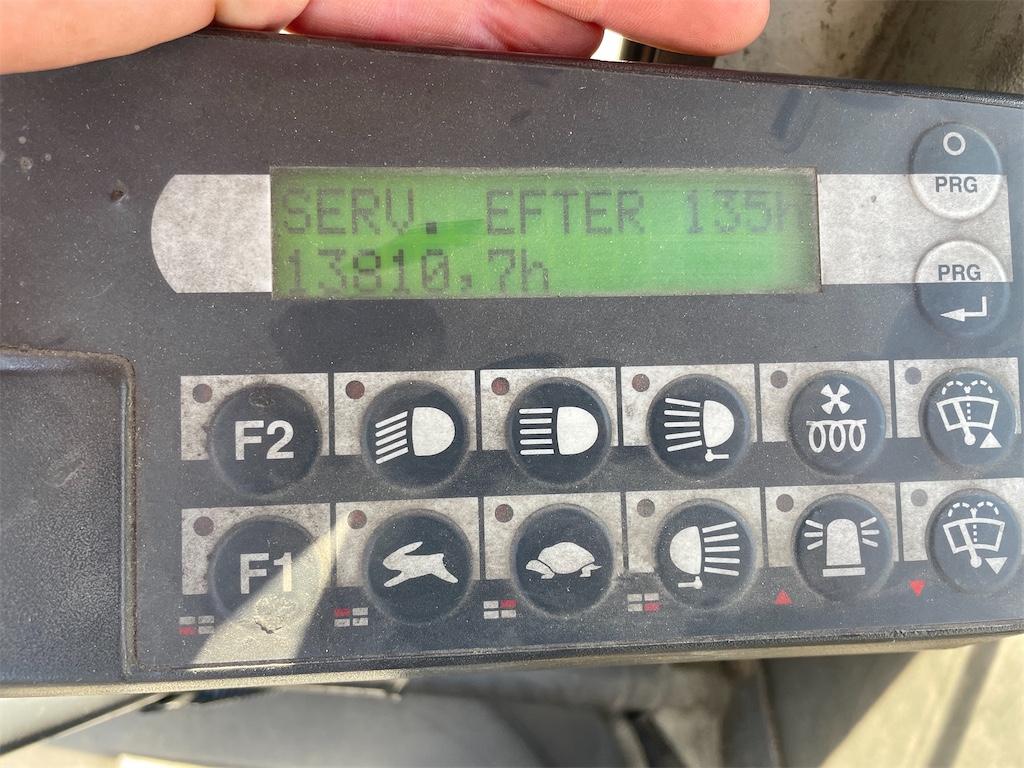 SERV. EFTER 135h
13810,7h
PRG
PRG
F2
F1